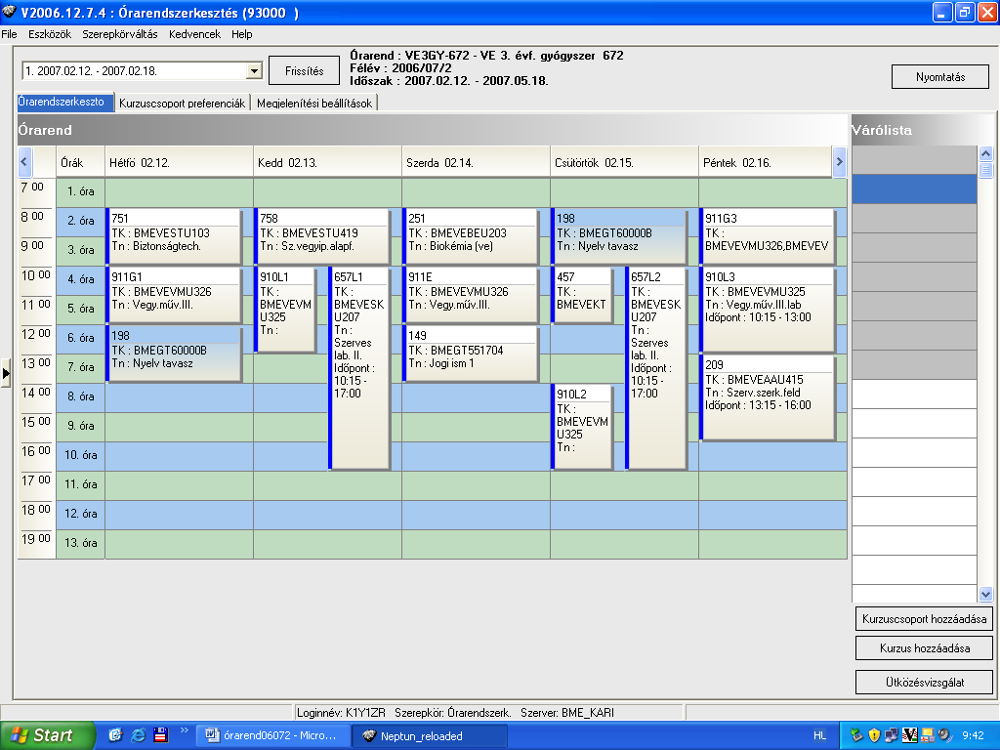 V2006.12.7.4 : Órarendszerkesztés (93000 )
File Eszközök Szerepkörváltás Kedvencek Help
1. 2007.02.12. - 2007.02.18.
Frissítés
Órarend : VE3GY-672 - VE 3. évf. gyógyszer 672
Félév : 2006/07/2
Időszak : 2007.02.12. - 2007.05.18.
Nyomtatás
Órarendszerkeszto Kurzuscsoport preferenciák Megjelenítési beállítások
Órarend
Várólista
Órák Hétfö 02.12. Kedd 02.13. Szerda 02.14. Csütörtök 02.15. Péntek 02.16.
7 00 1. óra
8 00 2. óra
9 00 3. óra
10 00 4. óra
11 00 5. óra
12 00 6. óra
13 00 7. óra
14 00 8. óra
15 00 9. óra
16 00 10. óra
17 00 11. óra
18 00 12. óra
19 00 13. óra
751
TK : BMEVESTU103
Tn : Biztonságtech.
911G1
TK : BMEVEVMU326
Tn : Vegy.műv.III.
198
TK : BMEGT60000B
Tn : Nyelv tavasz
758
TK : BMEVESTU419
Tn : Sz.vegyip.alapf.
910L1
TK :
BMEVEVM
U325
Tn :
657L1
TK :
BMEVESK
U207
Tn :
Szerves
lab. II.
Időpont :
10:15 -
17:00
251
TK : BMEVEBEU203
Tn : Biokémia (ve)
911E
TK : BMEVEVMU326
Tn : Vegy.műv.III.
149
TK : BMEGT551704
Tn : Jogi ism 1
198
TK : BMEGT60000B
Tn : Nyelv tavasz
457
TK :
BMEVEKT
910L2
TK :
BMEVEVM
U325
Tn :
657L2
TK :
BMEVESK
U207
Tn :
Szerves
lab. II.
Időpont :
10:15 -
17:00
911G3
TK :
BMEVEVMU326,BMEVEV
910L3
TK : BMEVEVMU325
Tn : Vegy.műv.III.lab
Időpont : 10:15 - 13:00
209
TK : BMEVEAAU415
Tn : Szerv.szerk.feld
Időpont : 13:15 - 16:00
Kurzuscsoport hozzáadása
Kurzus hozzáadása
Ütközésvizsgálat
Loginnév: K1Y1ZR Szerepkör: Órarendszerk. Szerver: BME_KARI
Start
órarend06072 - Micro...
Neptun_reloaded
HL
9:42